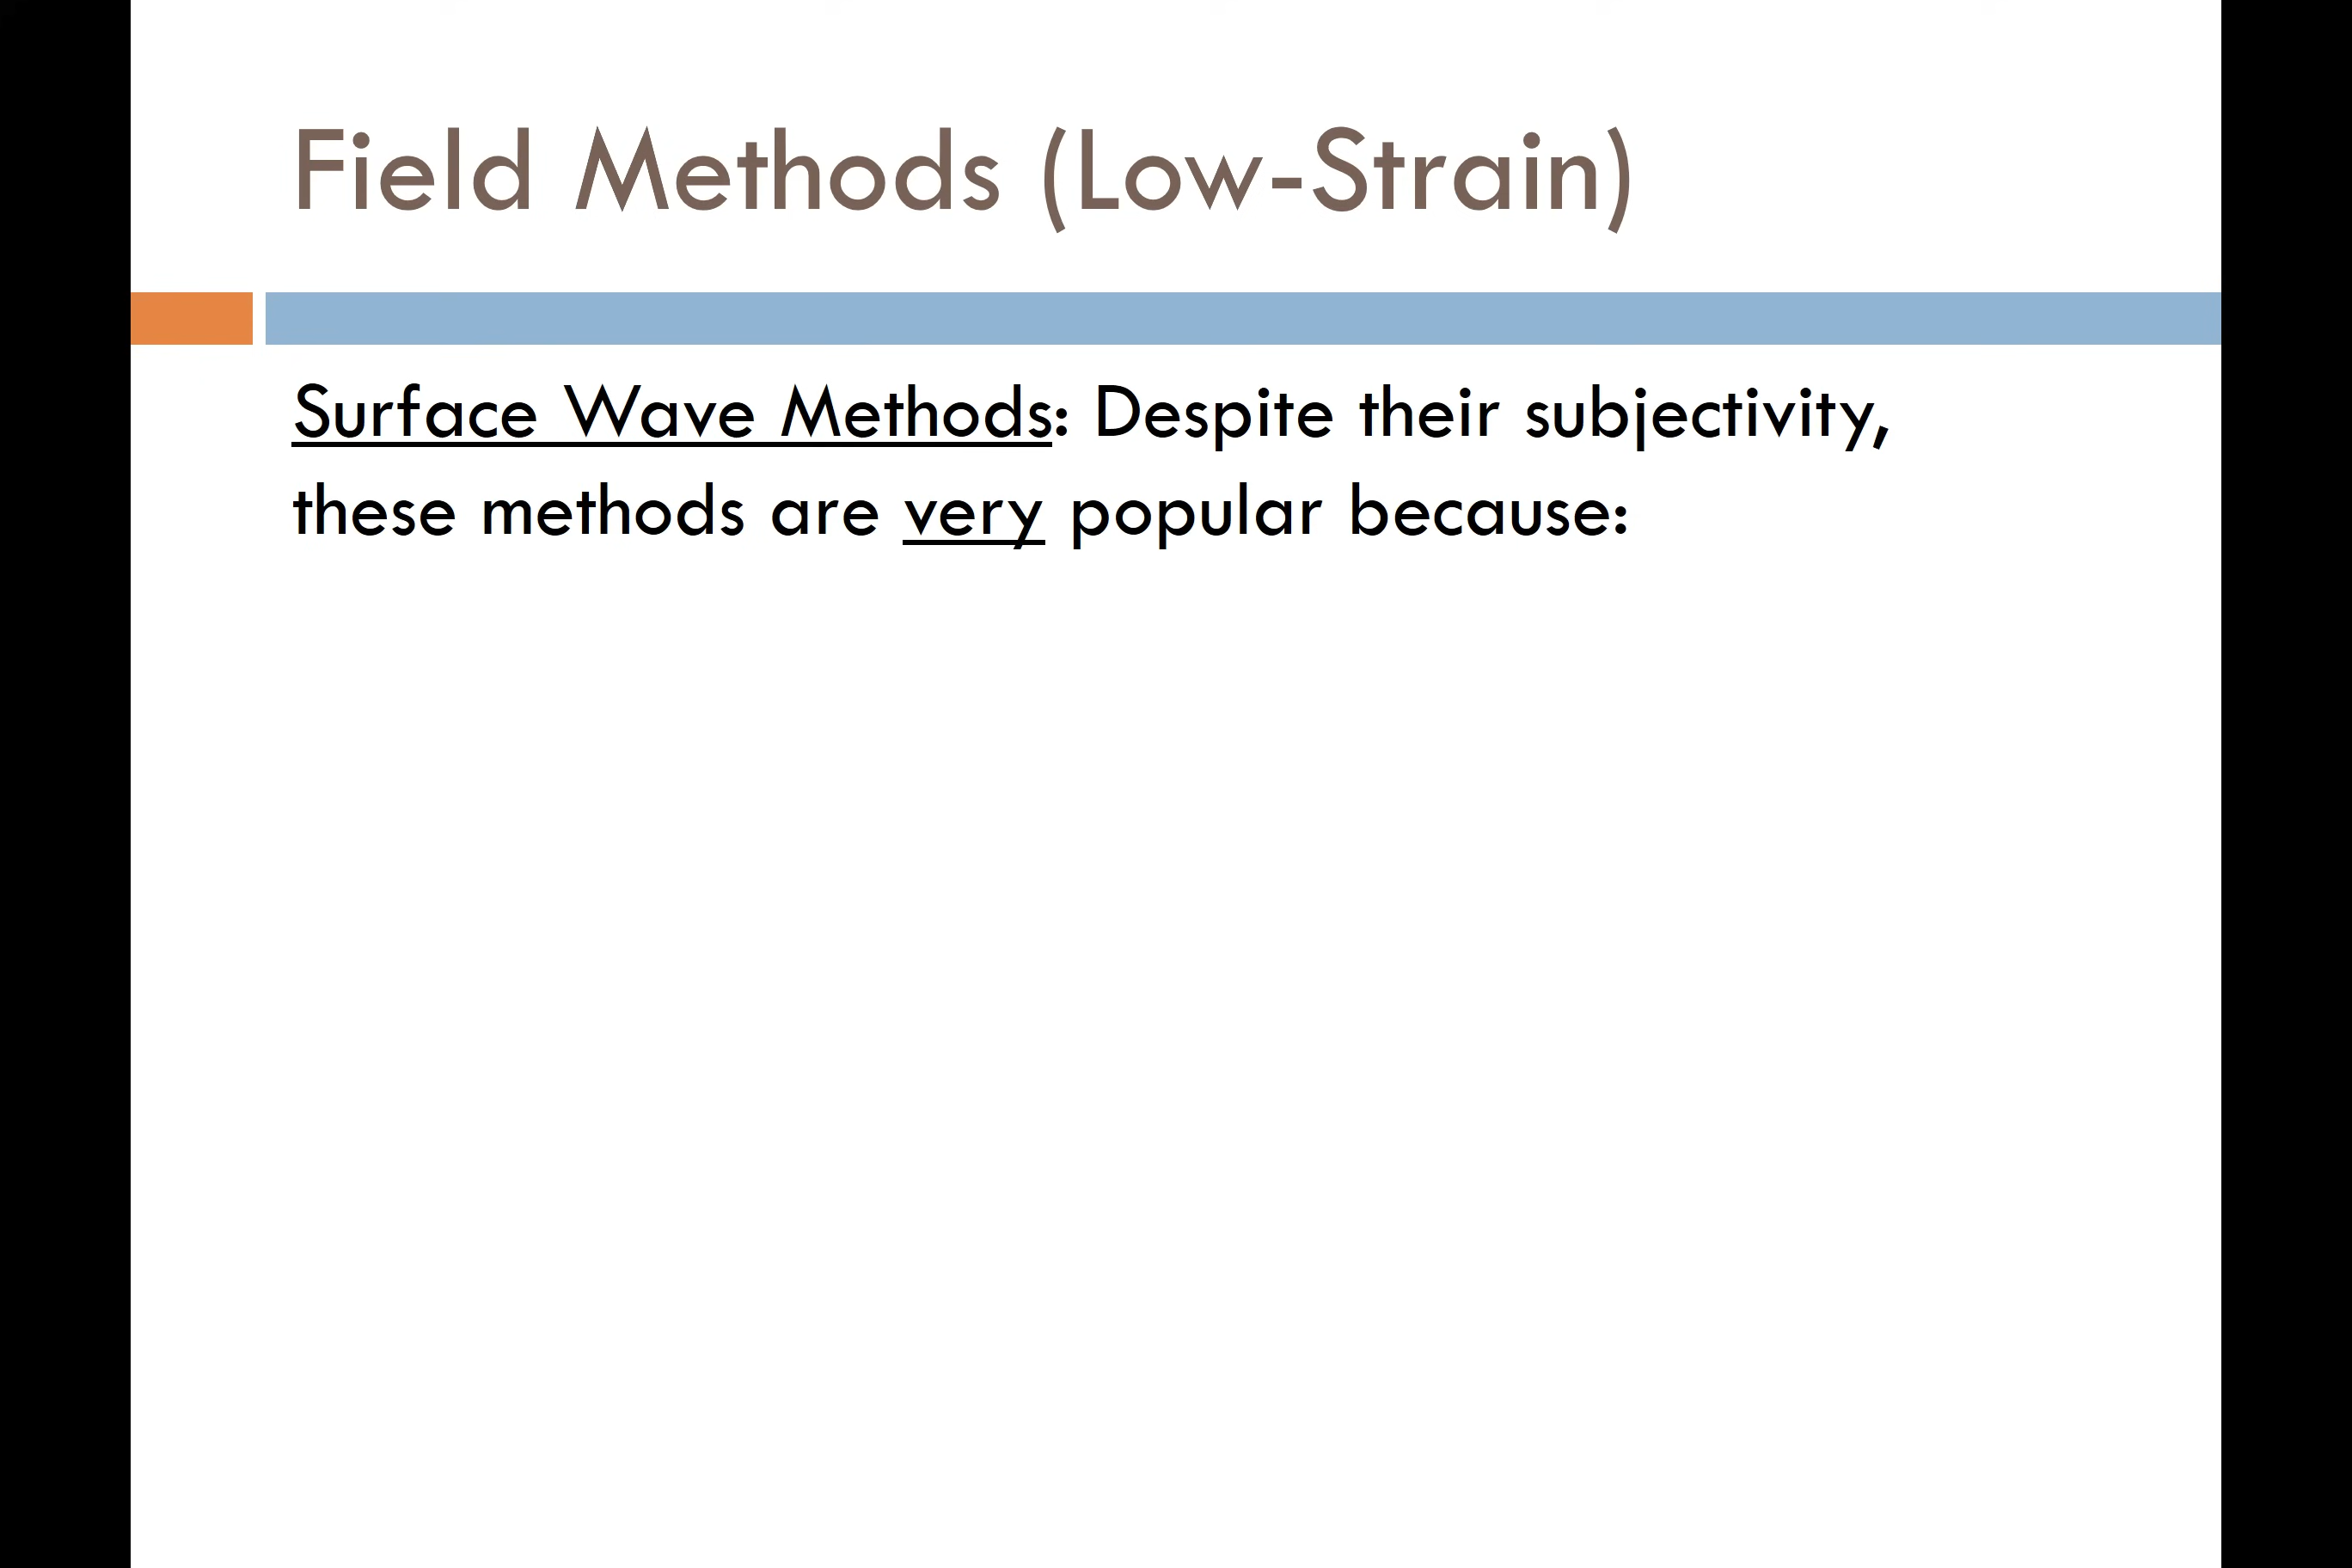 Field Methods (Low-Strain)
Surface Wave Methods: Despite their subjectivity,
these methods are very popular because: